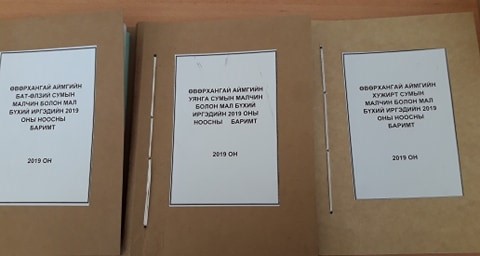 ӨВӨРХАНГАЙ АЙМГИЙН
БАТ-ӨЛЗИЙ СУМЫН
МАЛЧИН БОЛОН МАЛ
БҮХИЙ ИРГЭДИЙН 2019
ОНЫ НООСНЫ
БАРИМТ
2019 ОН
ӨВӨРХАНГАЙ АЙМГИЙН
УЯНГА СУМЫН МАЛЧИН
БОЛОН МАЛ БҮХИЙ
ИРГЭДИЙН 2019 ОНЫ
НООСНЫ БАРИМТ
2019 ОН
ӨВӨРХАНГАЙ АЙМГИЙН
ХУЖИРТ СУМЫН
МАЛЧИН БОЛОН МАЛ
БҮХИЙ ИРГЭДИЙН 2019
ОНЫ НООСНЫ
БАРИМТ
2019 ОН